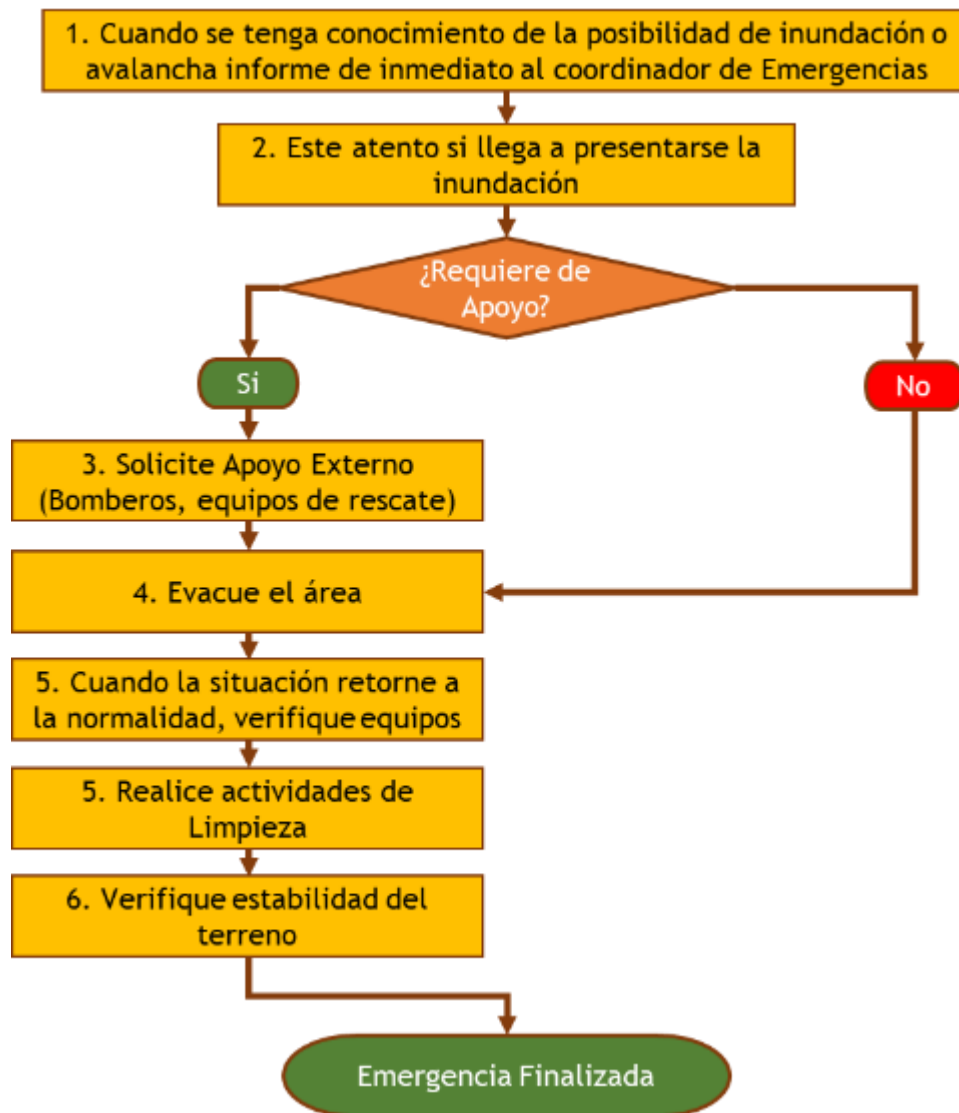 1. Cuando se tenga conocimiento de la posibilidad de inundación o
avalancha informe de inmediato al coordinador de Emergencias
2. Este atento si llega a presentarse la
inundación
¿Requiere de
Apoyo?
Si
No
3. Solicite Apoyo Externo
(Bomberos, equipos de rescate)
4. Evacue el área
5. Cuando la situación retorne a
la normalidad, verifique equipos
5. Realice actividades de
Limpieza
6. Verifique estabilidad del
terreno
Emergencia Finalizada